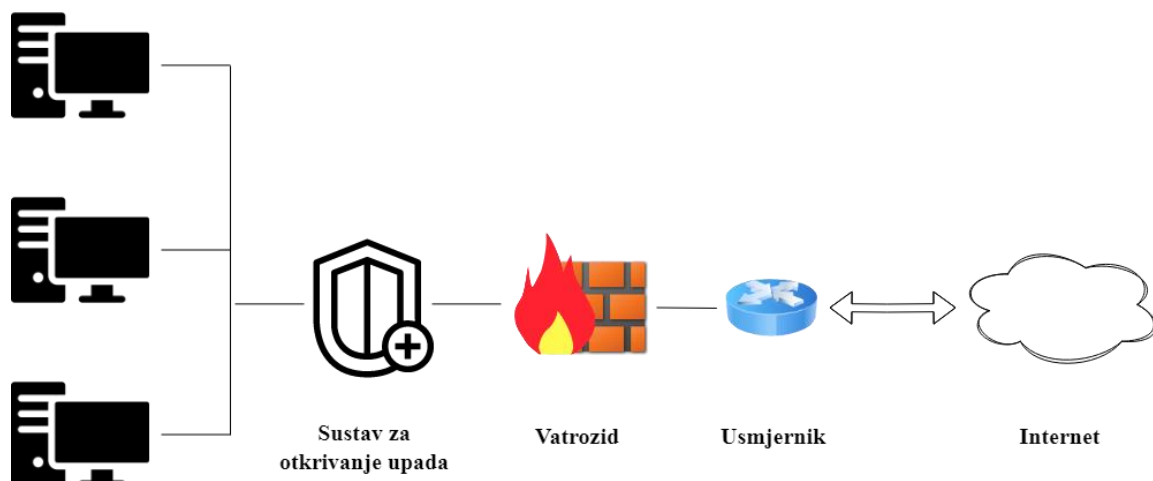 Sustav za
otkrivanje upada
Vatrozid
Usmjernik
Internet